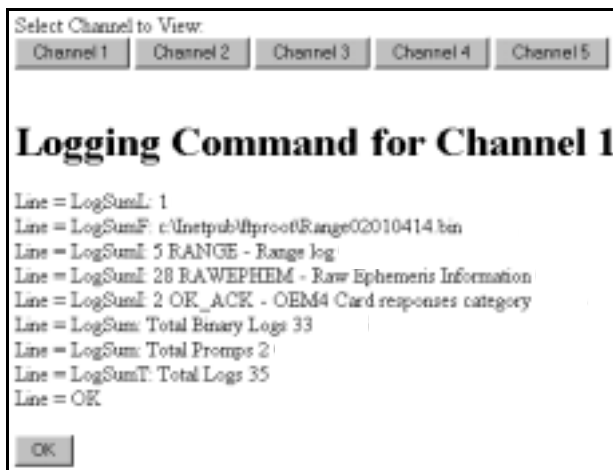 Select Channel to View:
Channel 1 Channel 2 Channel 3 Channel 4 Channel 5
Logging Command for Channel 1
Line = LogSumL: 1
Line = LogSumF: c:\Inetpub\ftproot\Range02010414.bin
Line = LogSumI: 5 RANGE - Range log
Line = LogSumI: 28 RAWEPHEM - Raw Ephemeris Information
Line = LogSumI: 2 OK_ACK - OEM4 Card responses category
Line = LogSum: Total Binary Logs 33
Line = LogSum: Total Promps 2
Line = LogSumT: Total Logs 35
Line = OK
OK